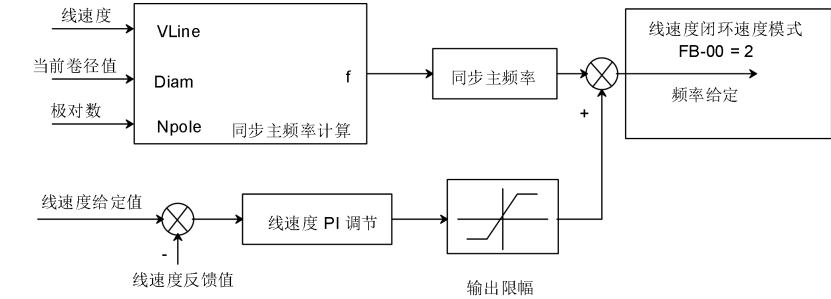 线速度
VLine
当前卷径值
Diam
极对数
Npole
f
同步主频率计算
同步主频率
+
线速度闭环速度模式
FB-00 = 2
频率给定
线速度给定值
-
线速度反馈值
线速度 PI 调节
输出限幅